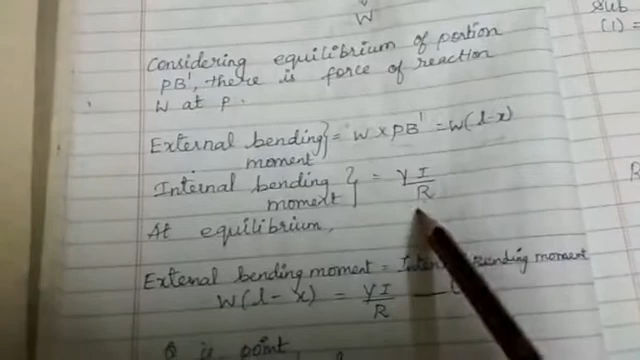 W
Sub
(1) =
Considering equilibrium of portion
PB', there is force of reaction
W at P.
External bending } = W x PB' = W(l-x)
moment
Internal bending } = YI
moment R
At equilibrium,
External bending moment = bending moment
W(l-x) = YI
R
is point,